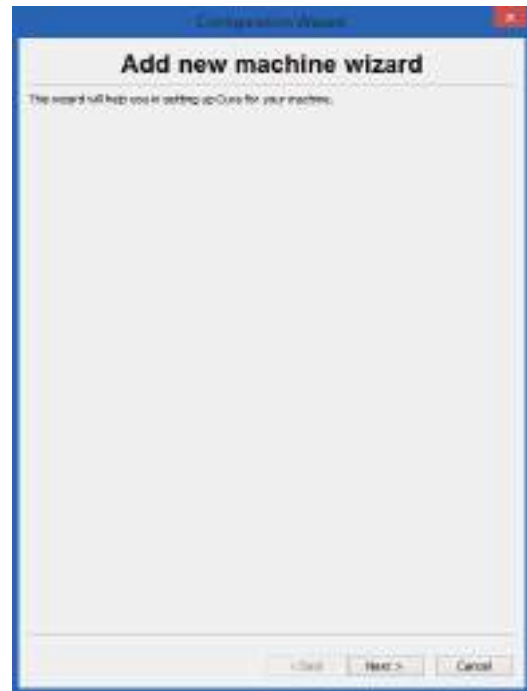 Configuration Wizard
Add new machine wizard
This wizard will help you in setting up Cura for your machine.
< Back
Next >
Cancel